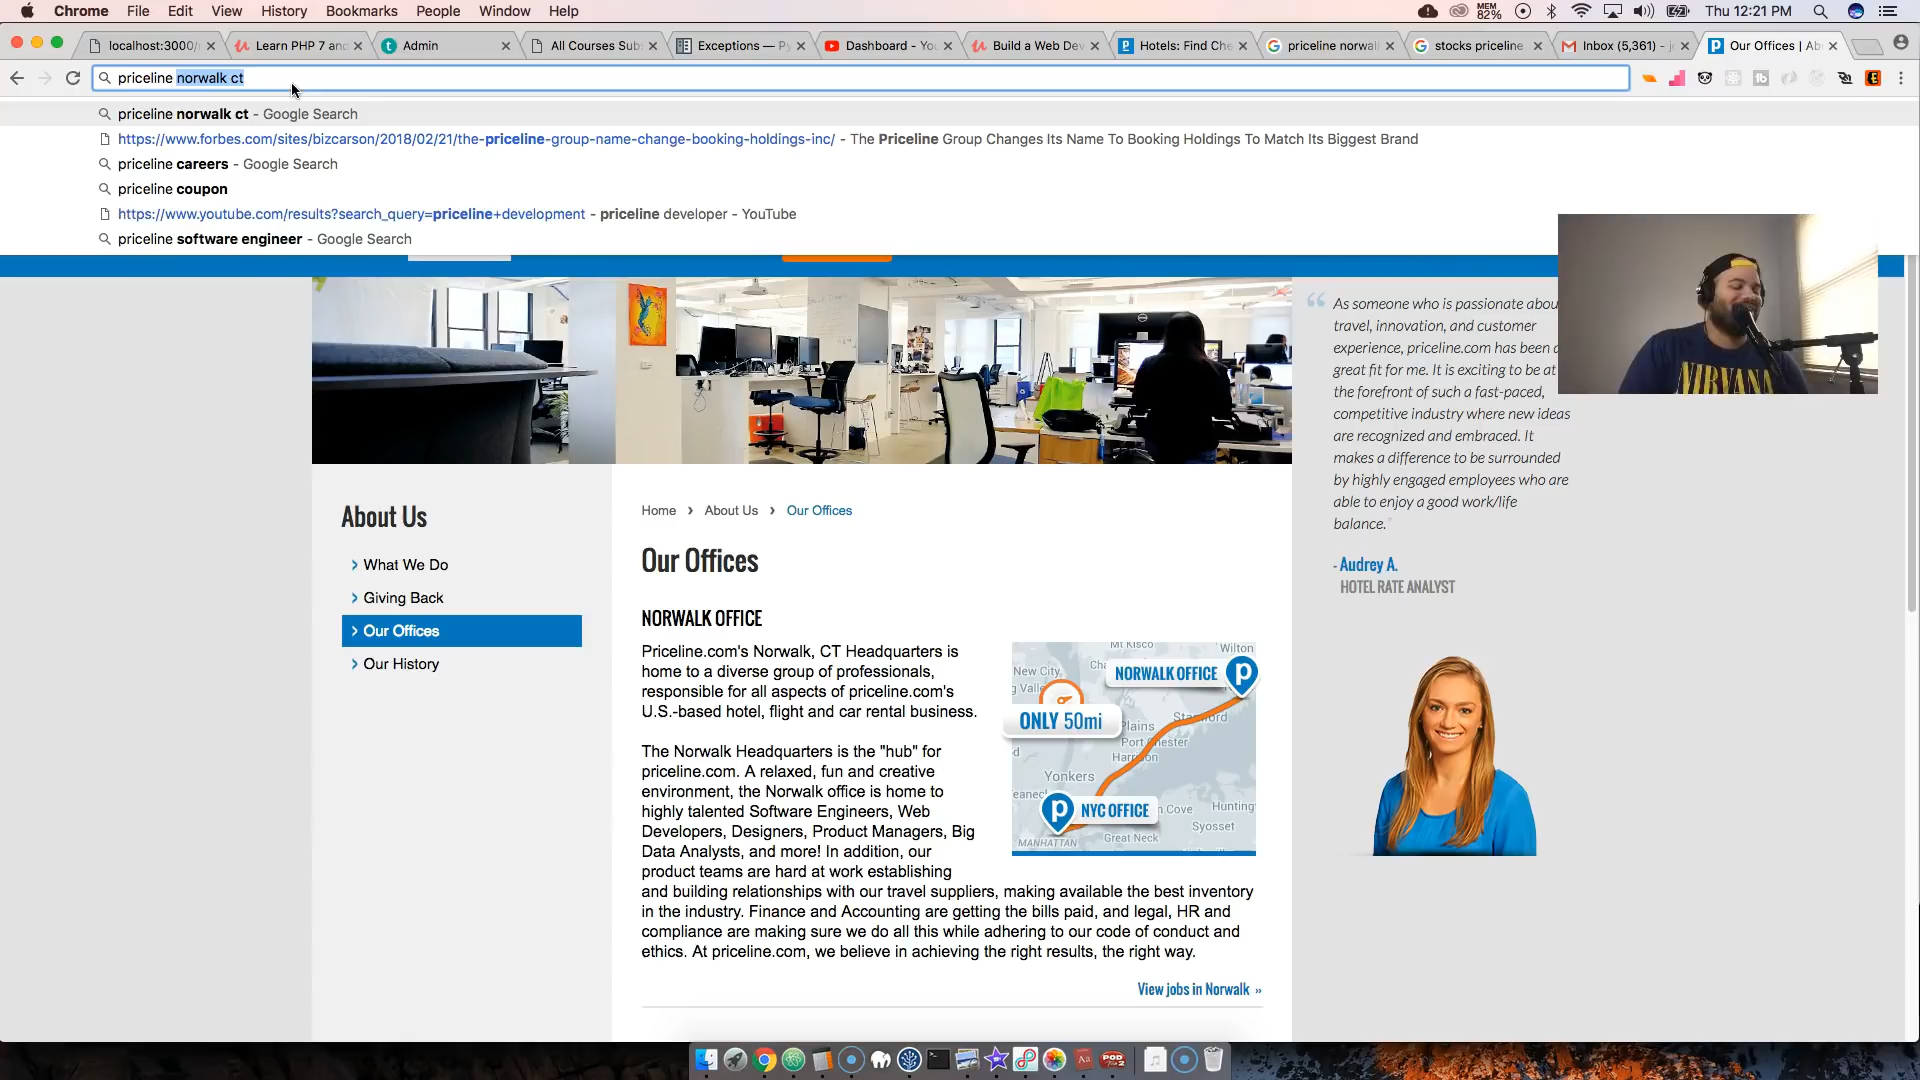 Chrome File Edit View History Bookmarks People Window Help
MEM 82% Thu 12:21 PM
localhost:3000/
Learn PHP 7 and
Admin
All Courses Sub
Exceptions — Py
Dashboard - You
Build a Web Dev
Hotels: Find Che
priceline norwalk
stocks priceline
Inbox (5,361) - j
Our Offices | Ab
priceline norwalk ct
priceline norwalk ct - Google Search
https://www.forbes.com/sites/bizcarson/2018/02/21/the-priceline-group-name-change-booking-holdings-inc/ - The Priceline Group Changes Its Name To Booking Holdings To Match Its Biggest Brand
priceline careers - Google Search
priceline coupon
https://www.youtube.com/results?search_query=priceline+development - priceline developer - YouTube
priceline software engineer - Google Search
NIRVANA
“
As someone who is passionate abou
travel, innovation, and customer
experience, priceline.com has been a
great fit for me. It is exciting to be at
the forefront of such a fast-paced,
competitive industry where new ideas
are recognized and embraced. It
makes a difference to be surrounded
by highly engaged employees who are
able to enjoy a good work/life
balance.”
- Audrey A.
HOTEL RATE ANALYST
About Us
What We Do
Giving Back
Our Offices
Our History
Home › About Us › Our Offices
Our Offices
NORWALK OFFICE
Priceline.com's Norwalk, CT Headquarters is
home to a diverse group of professionals,
responsible for all aspects of priceline.com's
U.S.-based hotel, flight and car rental business.
The Norwalk Headquarters is the "hub" for
priceline.com. A relaxed, fun and creative
environment, the Norwalk office is home to
highly talented Software Engineers, Web
Developers, Designers, Product Managers, Big
Data Analysts, and more! In addition, our
product teams are hard at work establishing
and building relationships with our travel suppliers, making available the best inventory
in the industry. Finance and Accounting are getting the bills paid, and legal, HR and
compliance are making sure we do all this while adhering to our code of conduct and
ethics. At priceline.com, we believe in achieving the right results, the right way.
Mt Kisco
Wilton
New City
NORWALK OFFICE
ONLY 50mi
Stamford
Plains
Port Chester
Harrison
Yonkers
NYC OFFICE
n Cove
Hunting
Syosset
MANHATTAN
Great Neck
View jobs in Norwalk »